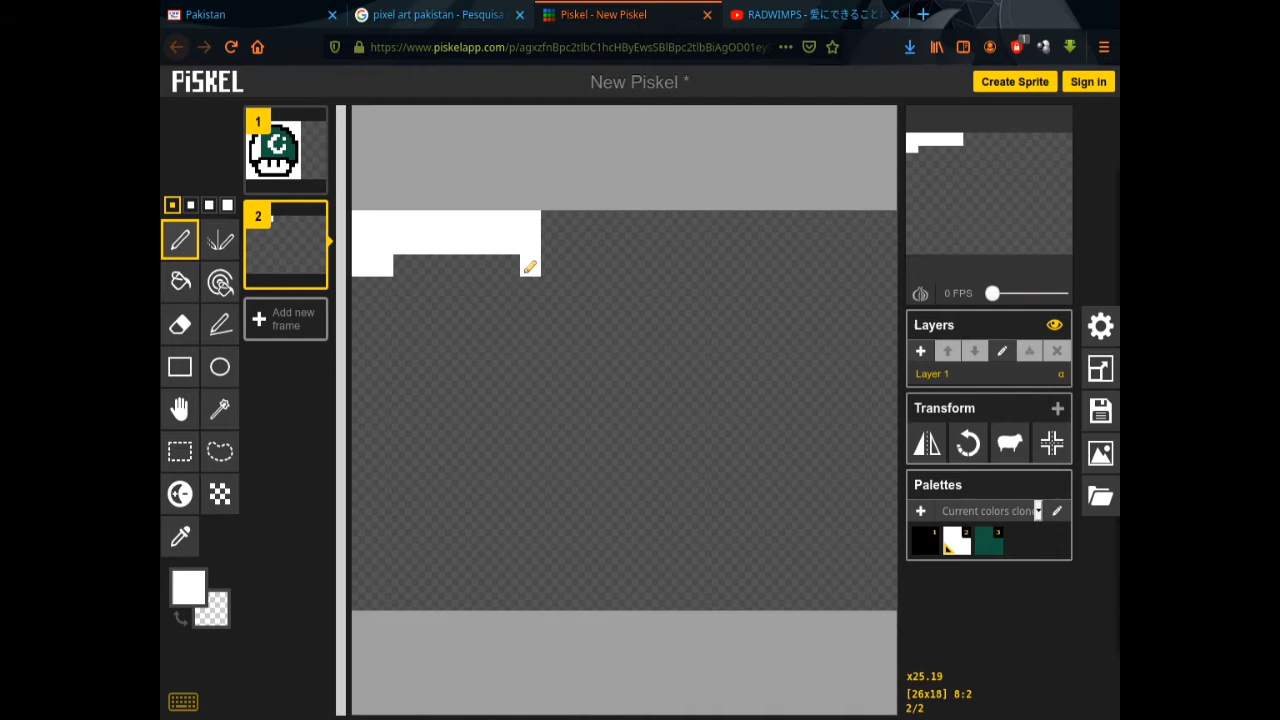 Pakistan
pixel art pakistan - Pesquisa
Piskel - New Piskel
RADWIMPS - 愛にできること
https://www.piskelapp.com/p/agxzfnBpc2tlbC1hcHByEwsSBlBpc2tlbBiAgOD01ey
1
PiSKEL
New Piskel *
Create Sprite
Sign in
1
2
Add new
frame
0 FPS
Layers
Layer 1
α
Transform
Palettes
Current colors clone
1
2
3
x25.19
[26x18] 8:2
2/2